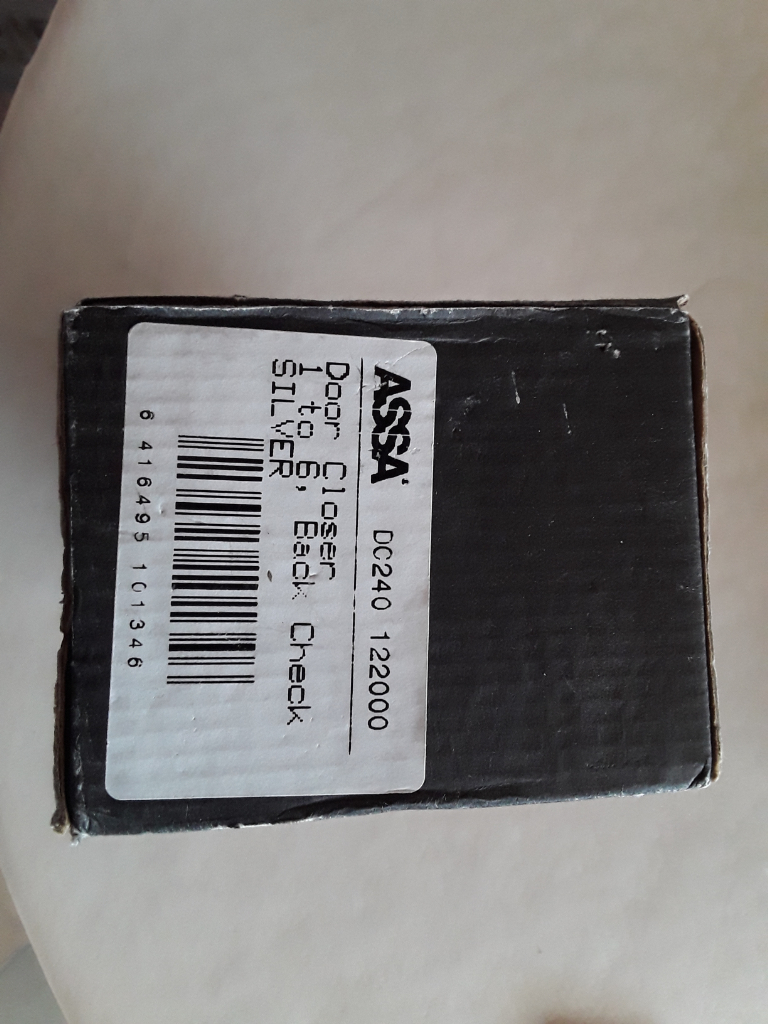 ASSA DC240 122000
Door Closer
1 to 6, Back Check
SILVER
6 416495 101346